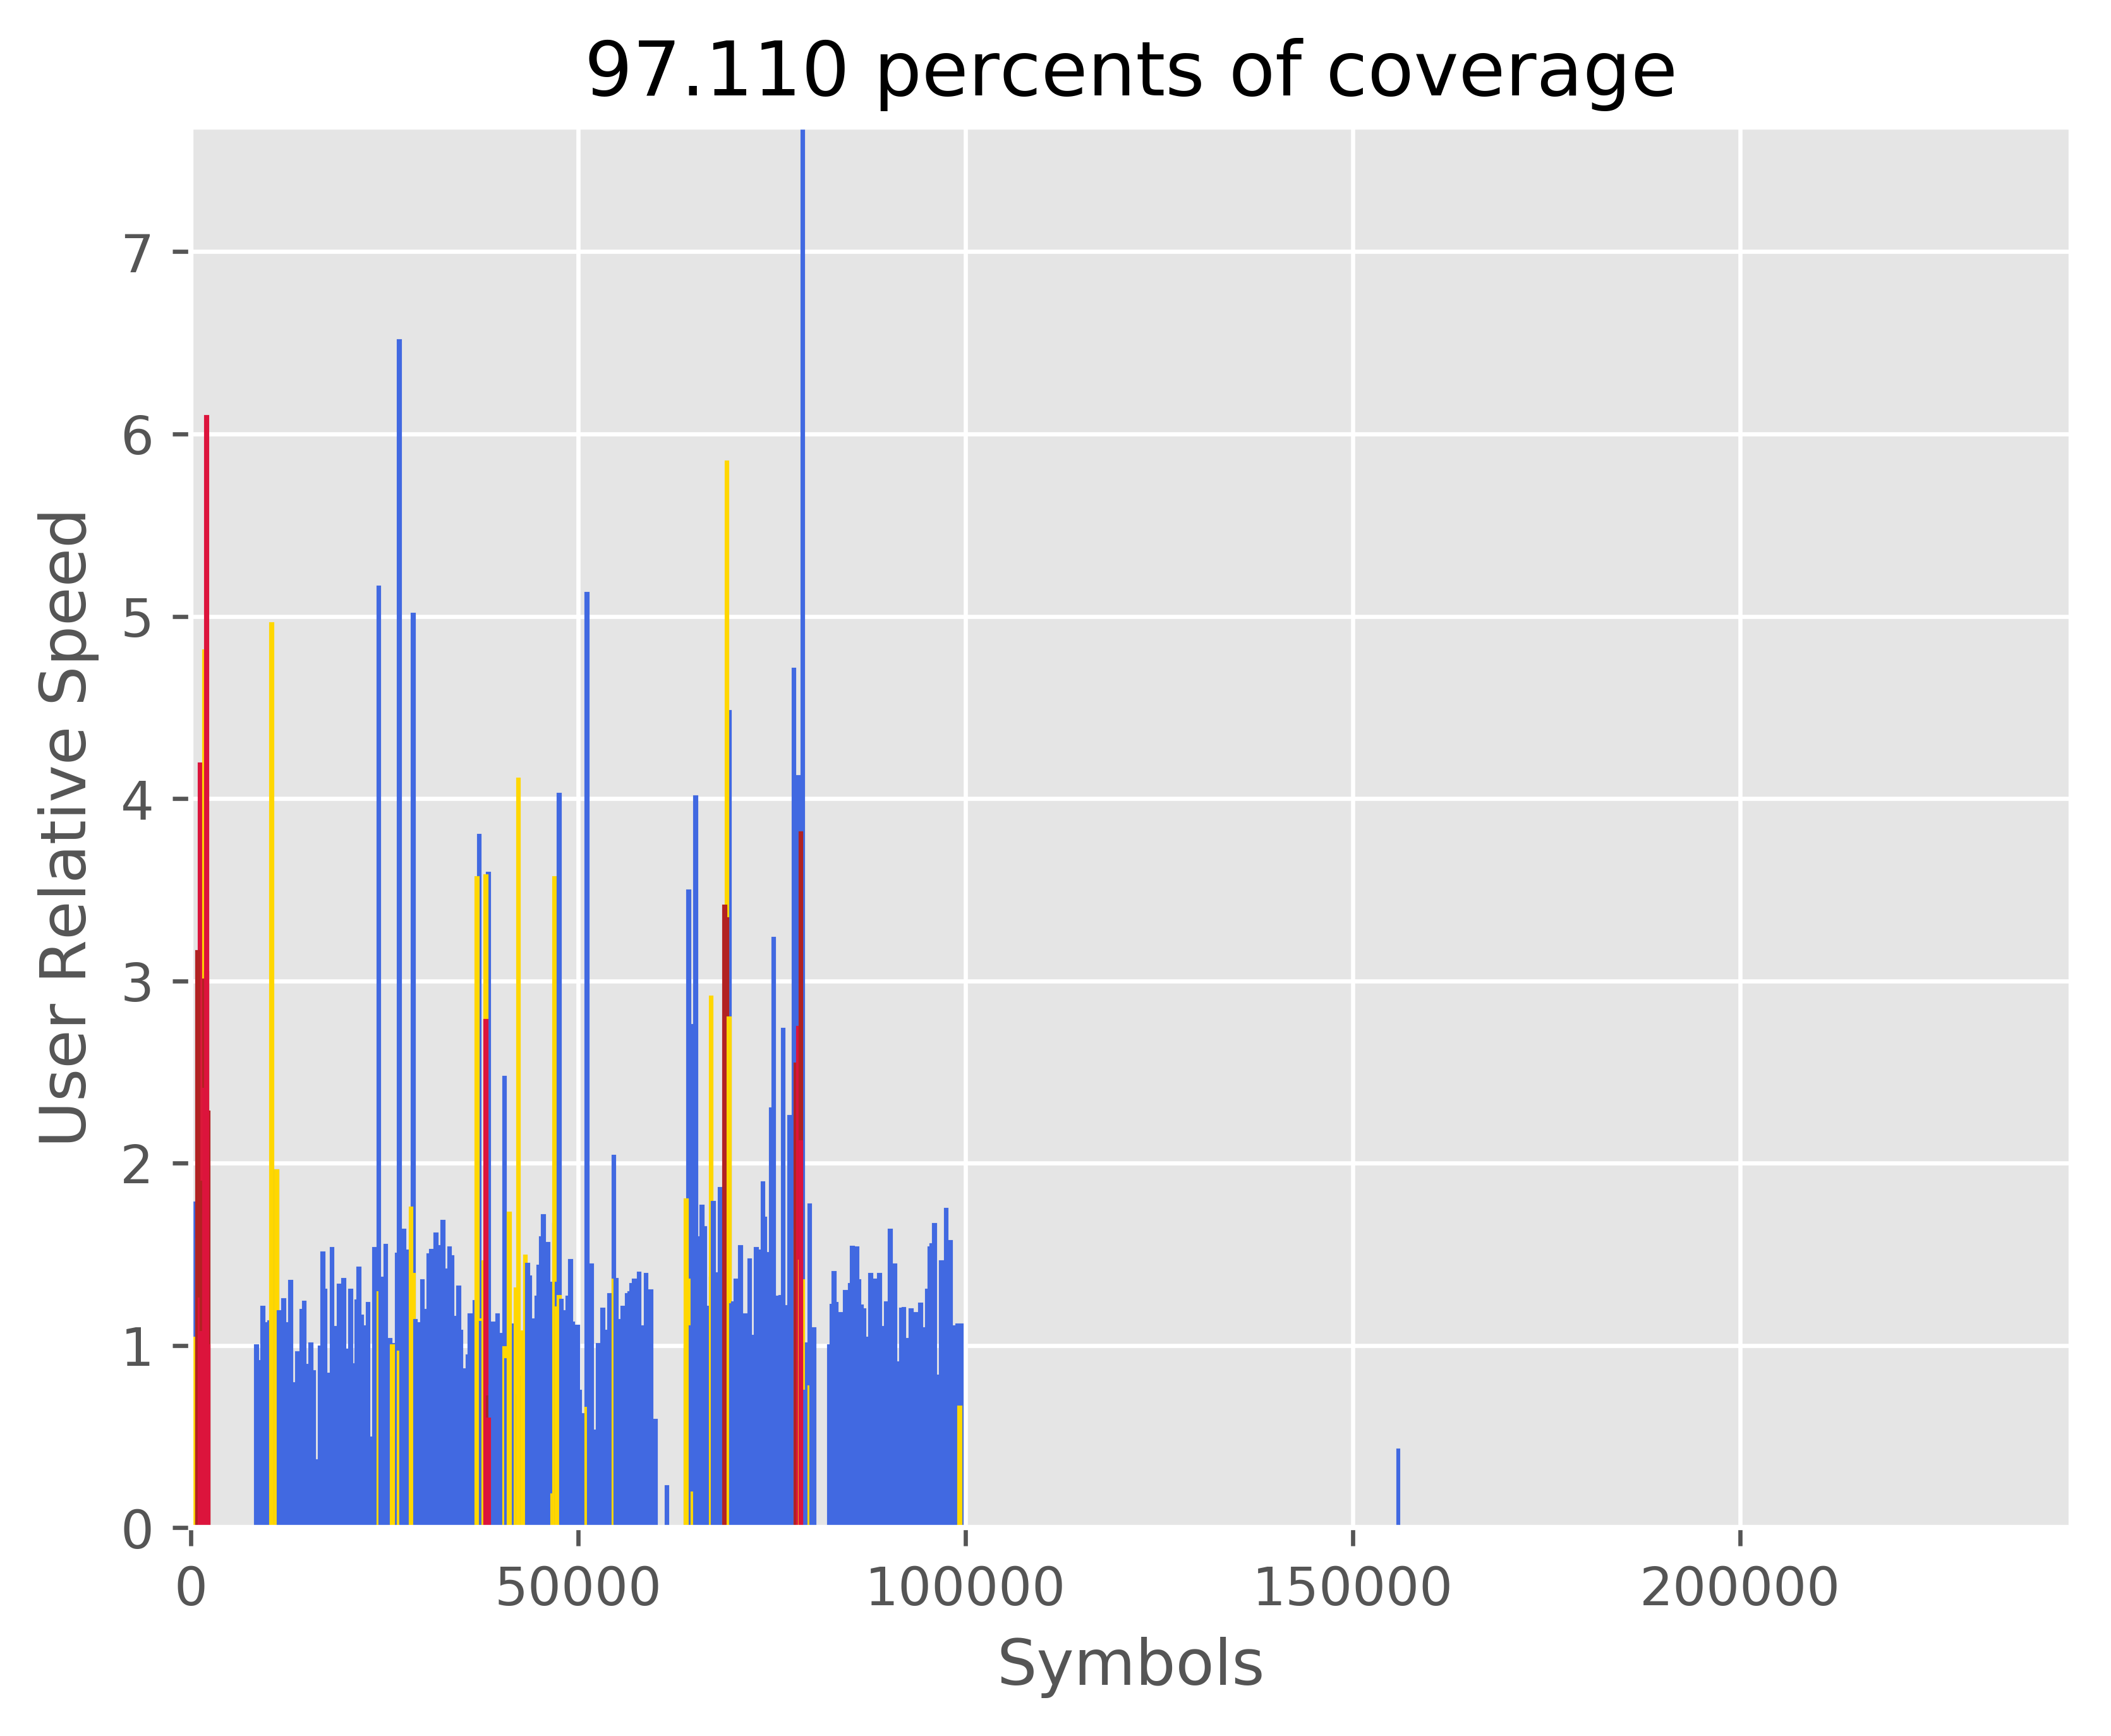 97.110 percents of coverage
User Relative Speed
7
6
5
4
3
2
1
0
0 50000 100000 150000 200000
Symbols